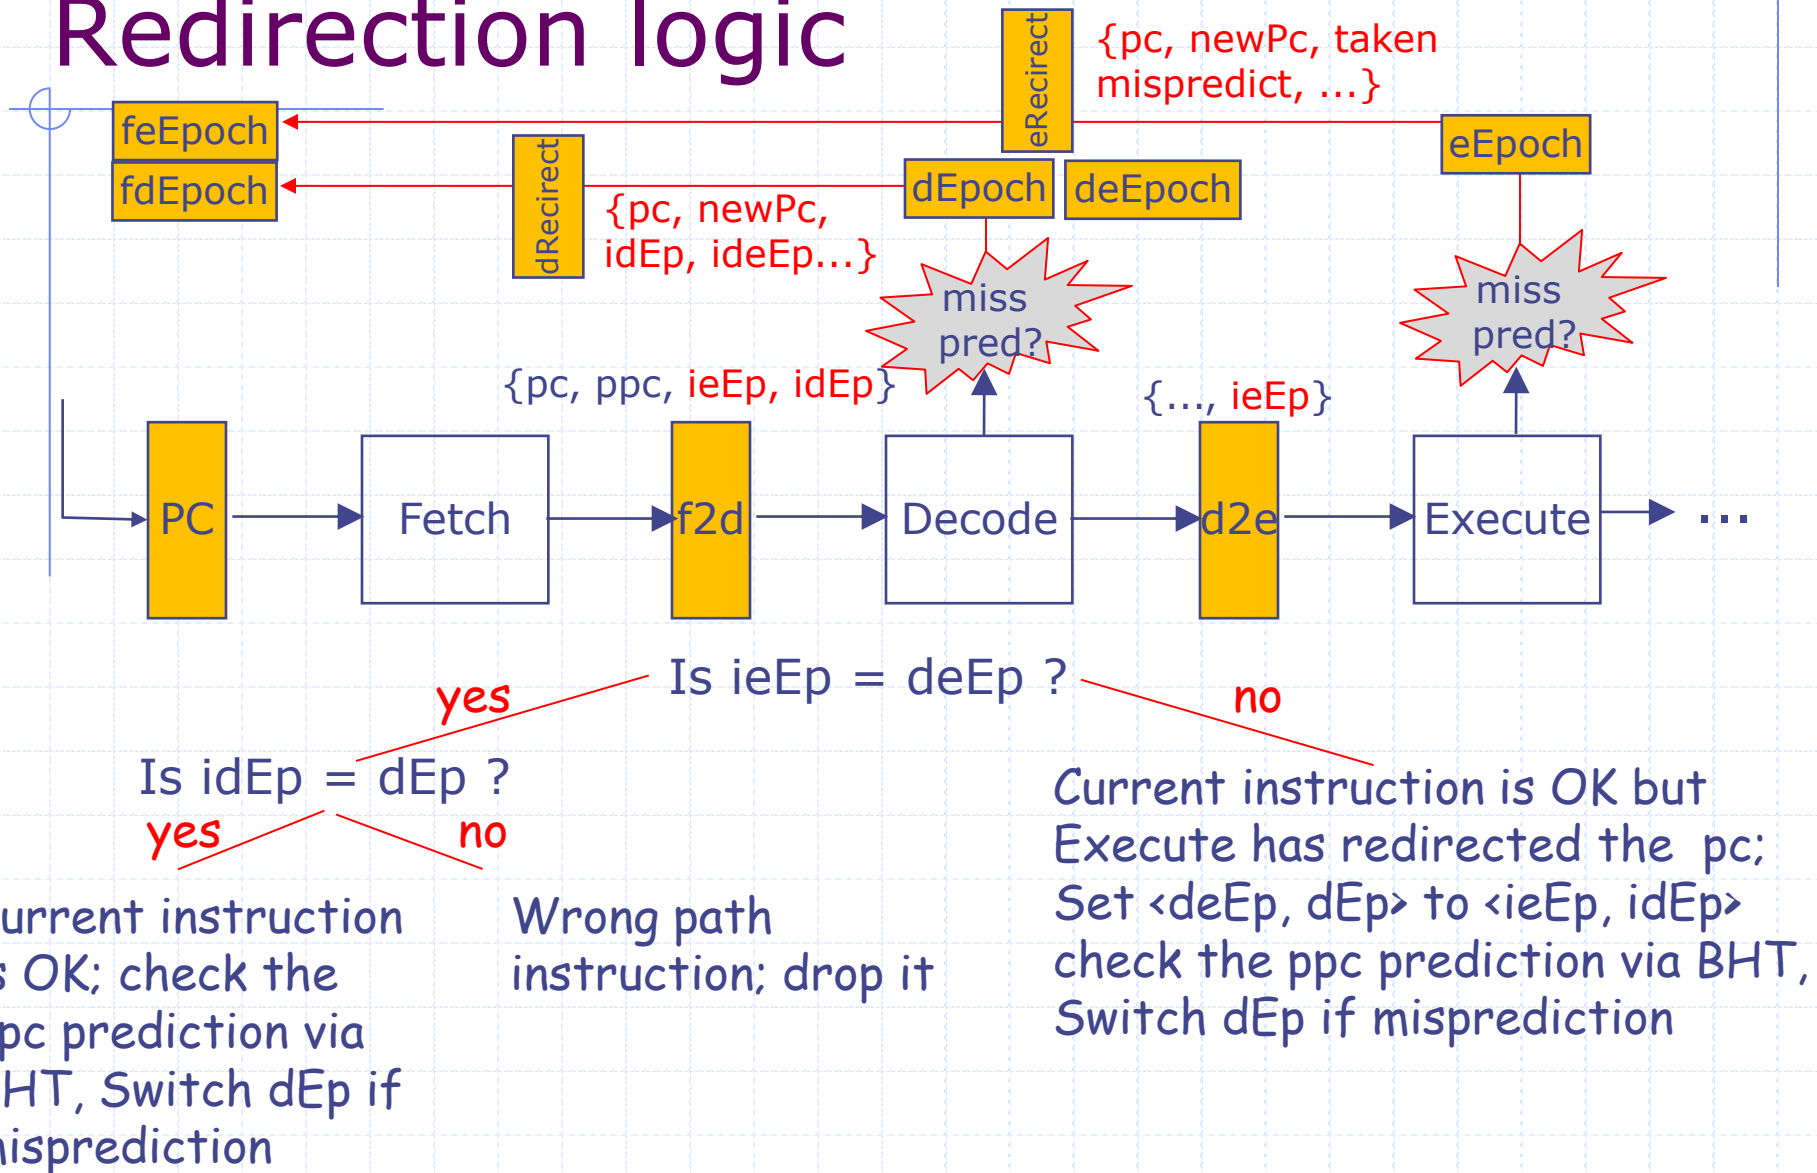 Redirection logic
eRecirect
{pc, newPc, taken
mispredict, ...}
feEpoch
fdEpoch
dRecirect
{pc, newPc,
idEp, ideEp...}
dEpoch
deEpoch
eEpoch
miss
pred?
miss
pred?
{pc, ppc, ieEp, idEp}
{..., ieEp}
PC
Fetch
f2d
Decode
d2e
Execute
...
Is ieEp = deEp ?
yes
no
Is idEp = dEp ?
yes
no
urrent instruction
s OK; check the
pc prediction via
HT, Switch dEp if
misprediction
Wrong path
instruction; drop it
Current instruction is OK but
Execute has redirected the pc;
Set <deEp, dEp> to <ieEp, idEp>
check the ppc prediction via BHT,
Switch dEp if misprediction